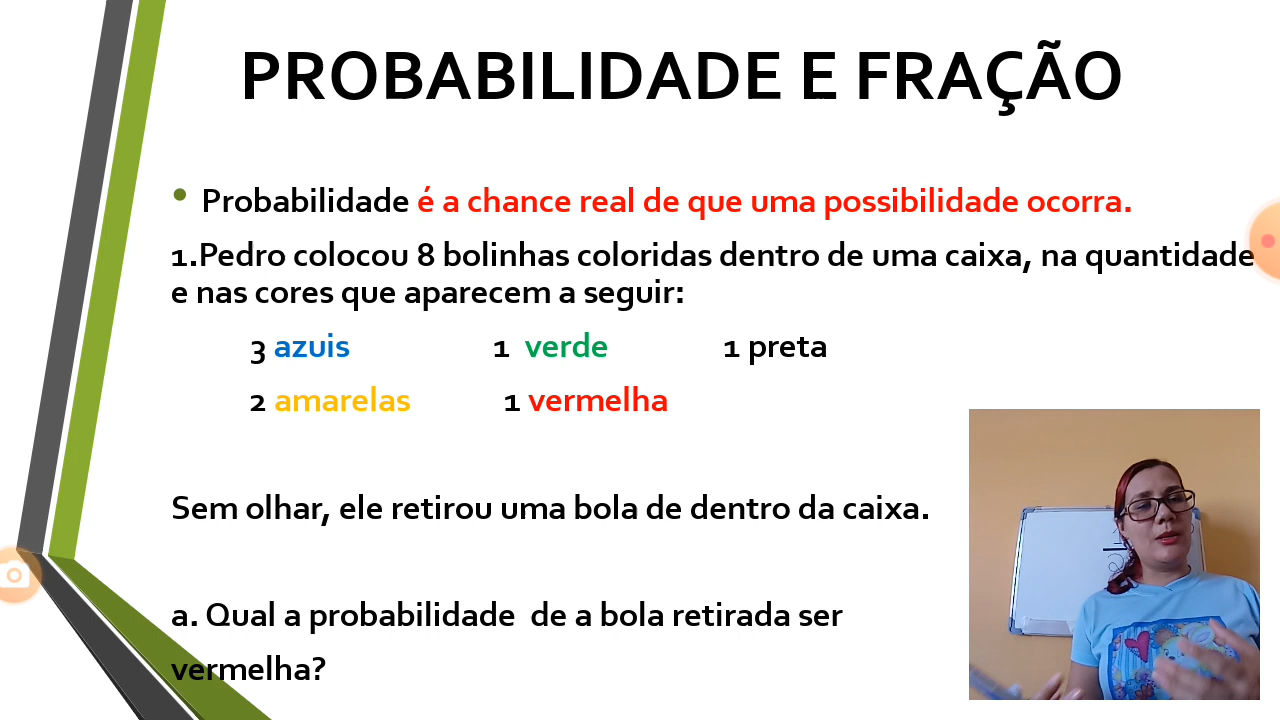 PROBABILIDADE E FRAÇÃO
• Probabilidade é a chance real de que uma possibilidade ocorra.
1.Pedro colocou 8 bolinhas coloridas dentro de uma caixa, na quantidade
e nas cores que aparecem a seguir:
3 azuis 1 verde 1 preta
2 amarelas 1 vermelha
Sem olhar, ele retirou uma bola de dentro da caixa.
a. Qual a probabilidade de a bola retirada ser
vermelha?